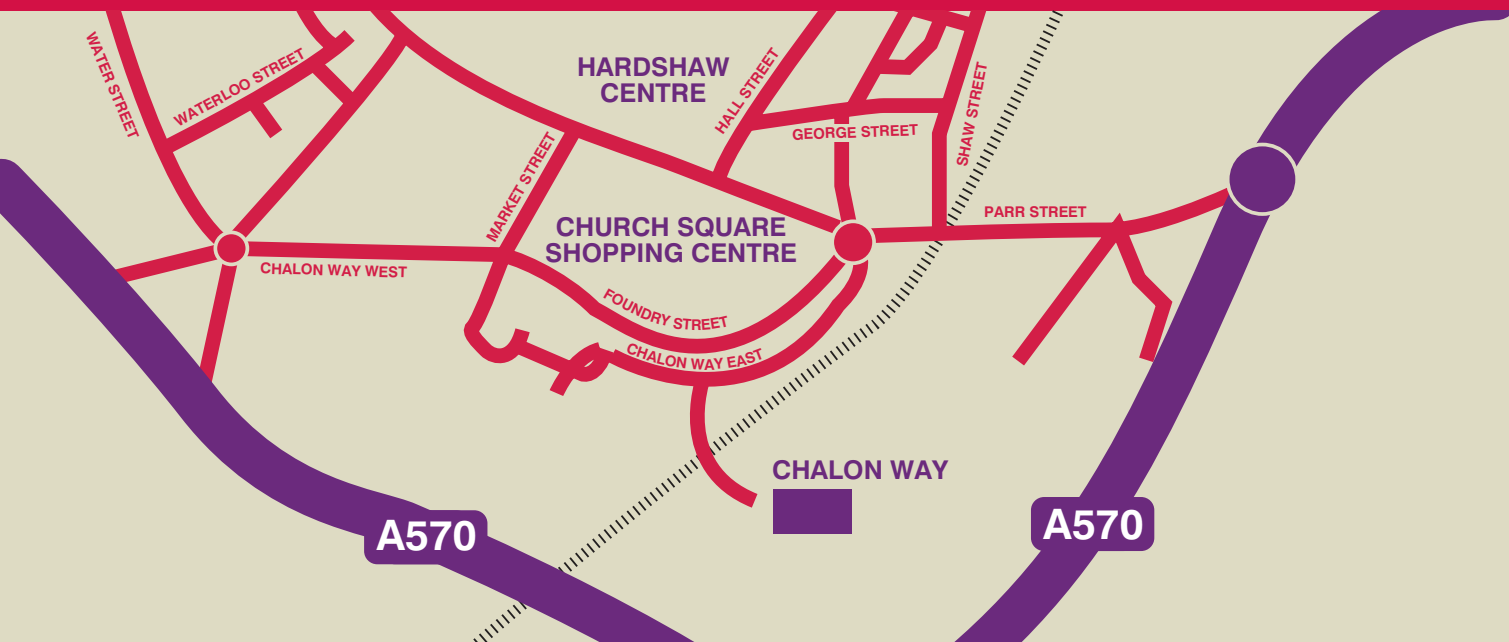 WATER STREET
WATERLOO STREET
HARDSHAW
CENTRE
HALL STREET
GEORGE STREET
SHAW STREET
MARKET STREET
PARR STREET
CHURCH SQUARE
SHOPPING CENTRE
CHALON WAY WEST
FOUNDRY STREET
CHALON WAY EAST
CHALON WAY
A570
A570